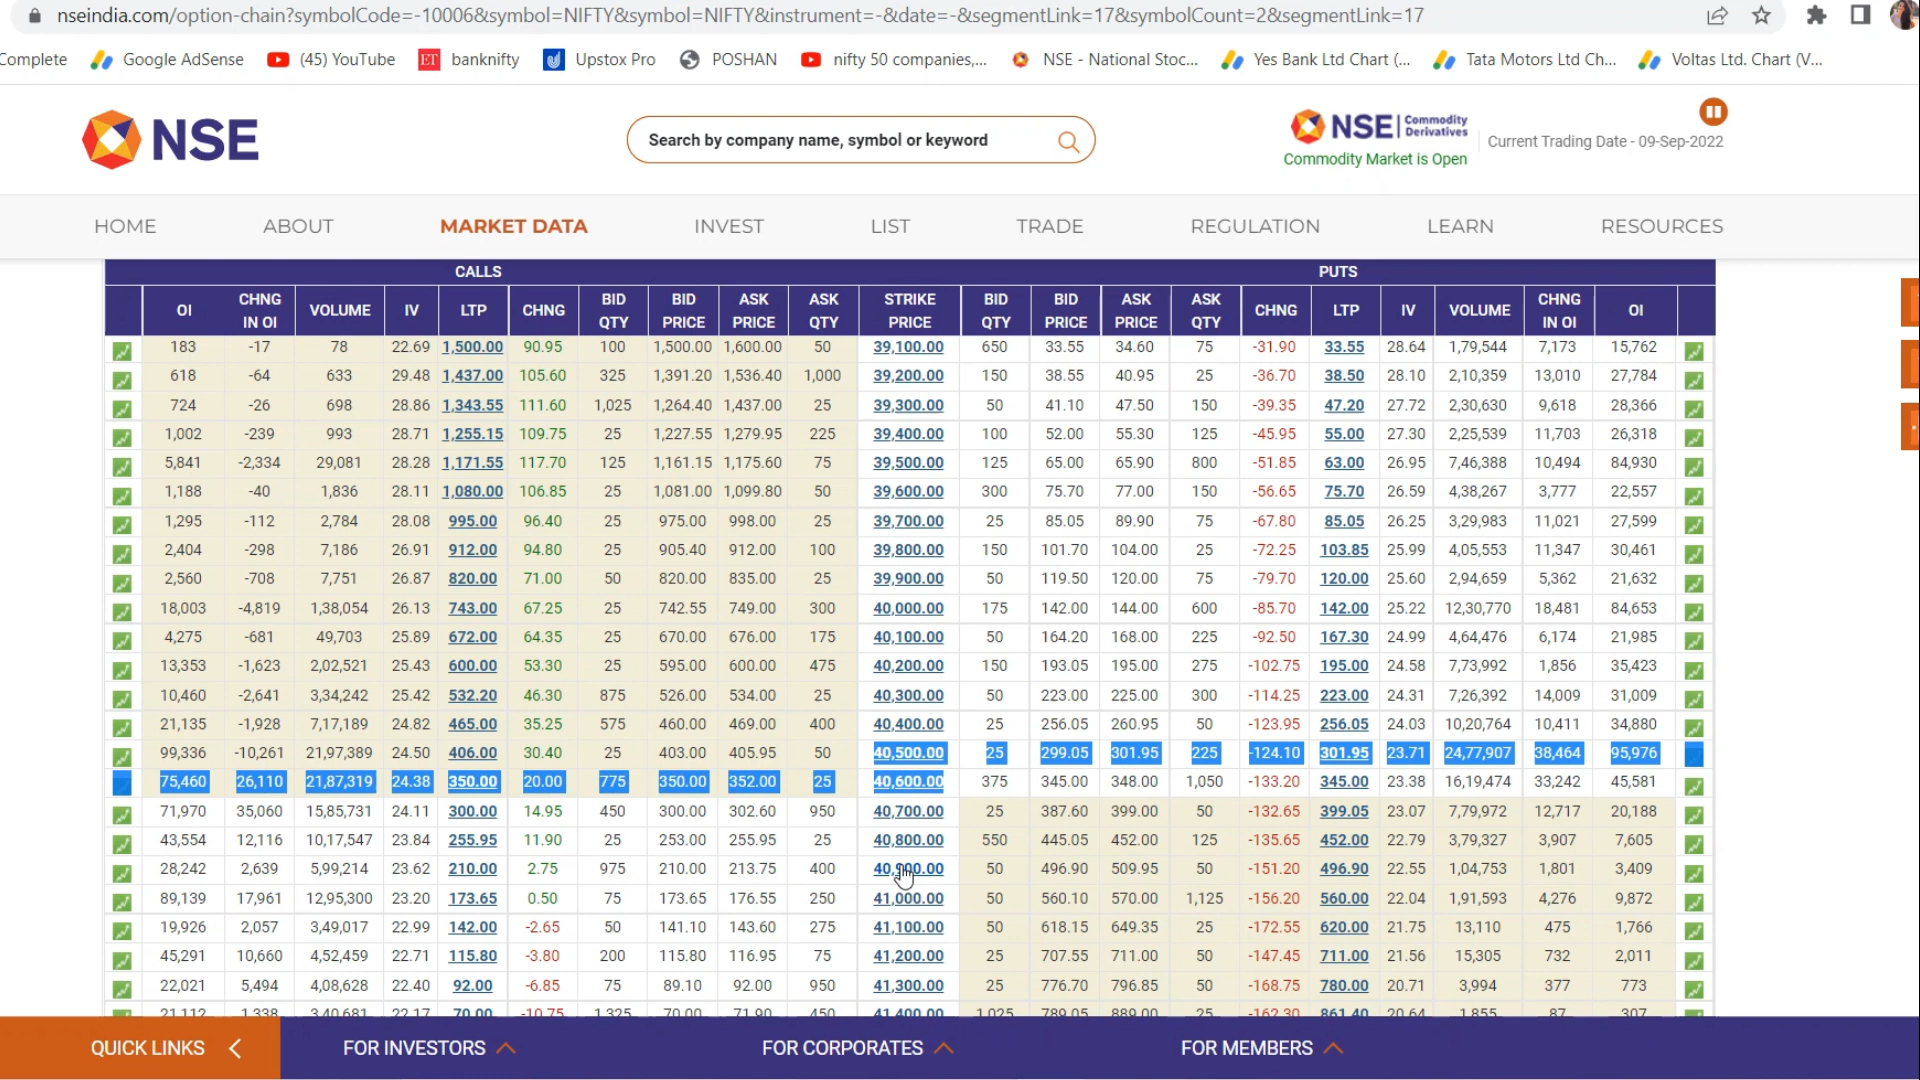 nseindia.com/option-chain?symbolCode=-10006&symbol=NIFTY&symbol=NIFTY&instrument=-&date=-&segmentLink=17&symbolCount=2&segmentLink=17
Complete Google AdSense (45) YouTube ET banknifty Upstox Pro POSHAN nifty 50 companies,... NSE - National Stoc... Yes Bank Ltd Chart (... Tata Motors Ltd Ch... Voltas Ltd. Chart (V...
NSE
Search by company name, symbol or keyword
NSE Commodity Derivatives
Commodity Market is Open
Current Trading Date - 09-Sep-2022
HOME ABOUT MARKET DATA INVEST LIST TRADE REGULATION LEARN RESOURCES
CALLS PUTS
OI CHNG IN OI VOLUME IV LTP CHNG BID QTY BID PRICE ASK PRICE ASK QTY STRIKE PRICE BID QTY BID PRICE ASK PRICE ASK QTY CHNG LTP IV VOLUME CHNG IN OI OI
183 -17 78 22.69 1,500.00 90.95 100 1,500.00 1,600.00 50 39,100.00 650 33.55 34.60 75 -31.90 33.55 28.64 1,79,544 7,173 15,762
618 -64 633 29.48 1,437.00 105.60 325 1,391.20 1,536.40 1,000 39,200.00 150 38.55 40.95 25 -36.70 38.50 28.10 2,10,359 13,010 27,784
724 -26 698 28.86 1,343.55 111.60 1,025 1,264.40 1,437.00 25 39,300.00 50 41.10 47.50 150 -39.35 47.20 27.72 2,30,630 9,618 28,366
1,002 -239 993 28.71 1,255.15 109.75 25 1,227.55 1,279.95 225 39,400.00 100 52.00 55.30 125 -45.95 55.00 27.30 2,25,539 11,703 26,318
5,841 -2,334 29,081 28.28 1,171.55 117.70 125 1,161.15 1,175.60 75 39,500.00 125 65.00 65.90 800 -51.85 63.00 26.95 7,46,388 10,494 84,930
1,188 -40 1,836 28.11 1,080.00 106.85 25 1,081.00 1,099.80 50 39,600.00 300 75.70 77.00 150 -56.65 75.70 26.59 4,38,267 3,777 22,557
1,295 -112 2,784 28.08 995.00 96.40 25 975.00 998.00 25 39,700.00 25 85.05 89.90 75 -67.80 85.05 26.25 3,29,983 11,021 27,599
2,404 -298 7,186 26.91 912.00 94.80 25 905.40 912.00 100 39,800.00 150 101.70 104.00 25 -72.25 103.85 25.99 4,05,553 11,347 30,461
2,560 -708 7,751 26.87 820.00 71.00 50 820.00 835.00 25 39,900.00 50 119.50 120.00 75 -79.70 120.00 25.60 2,94,659 5,362 21,632
18,003 -4,819 1,38,054 26.13 743.00 67.25 25 742.55 749.00 300 40,000.00 175 142.00 144.00 600 -85.70 142.00 25.22 12,30,770 18,481 84,653
4,275 -681 49,703 25.89 672.00 64.35 25 670.00 676.00 175 40,100.00 50 164.20 168.00 225 -92.50 167.30 24.99 4,64,476 6,174 21,985
13,353 -1,623 2,02,521 25.43 600.00 53.30 25 595.00 600.00 475 40,200.00 150 193.05 195.00 275 -102.75 195.00 24.58 7,73,992 1,856 35,423
10,460 -2,641 3,34,242 25.42 532.20 46.30 875 526.00 534.00 25 40,300.00 50 223.00 225.00 300 -114.25 223.00 24.31 7,26,392 14,009 31,009
21,135 -1,928 7,17,189 24.82 465.00 35.25 575 460.00 469.00 400 40,400.00 25 256.05 260.95 50 -123.95 256.05 24.03 10,20,764 10,411 34,880
99,336 -10,261 21,97,389 24.50 406.00 30.40 25 403.00 405.95 50 40,500.00 25 299.05 301.95 225 -124.10 301.95 23.71 24,77,907 38,464 95,976
75,460 26,110 21,87,319 24.38 350.00 20.00 775 350.00 352.00 25 40,600.00 375 345.00 348.00 1,050 -133.20 345.00 23.38 16,19,474 33,242 45,581
71,970 35,060 15,85,731 24.11 300.00 14.95 450 300.00 302.60 950 40,700.00 25 387.60 399.00 50 -132.65 399.05 23.07 7,79,972 12,717 20,188
43,554 12,116 10,17,547 23.84 255.95 11.90 25 253.00 255.95 25 40,800.00 550 445.05 452.00 125 -135.65 452.00 22.79 3,79,327 3,907 7,605
28,242 2,639 5,99,214 23.62 210.00 2.75 975 210.00 213.75 400 40,900.00 50 496.90 509.95 50 -151.20 496.90 22.55 1,04,753 1,801 3,409
89,139 17,961 12,95,300 23.20 173.65 0.50 75 173.65 176.55 250 41,000.00 50 560.10 570.00 1,125 -156.20 560.00 22.04 1,91,593 4,276 9,872
19,926 2,057 3,49,017 22.99 142.00 -2.65 50 141.10 143.60 275 41,100.00 50 618.15 649.35 25 -172.55 620.00 21.75 13,110 475 1,766
45,291 10,660 4,52,459 22.71 115.80 -3.80 200 115.80 116.95 75 41,200.00 25 707.55 711.00 50 -147.45 711.00 21.56 15,305 732 2,011
22,021 5,494 4,08,628 22.40 92.00 -6.85 75 89.10 92.00 950 41,300.00 25 776.70 796.85 50 -168.75 780.00 20.71 3,994 377 773
21,112 1,338 3,40,681 22.17 70.00 -10.75 1,325 70.00 71.90 450 41,400.00 1,025 789.05 889.00 25 -162.30 861.40 20.64 1,855 87 307
QUICK LINKS FOR INVESTORS FOR CORPORATES FOR MEMBERS